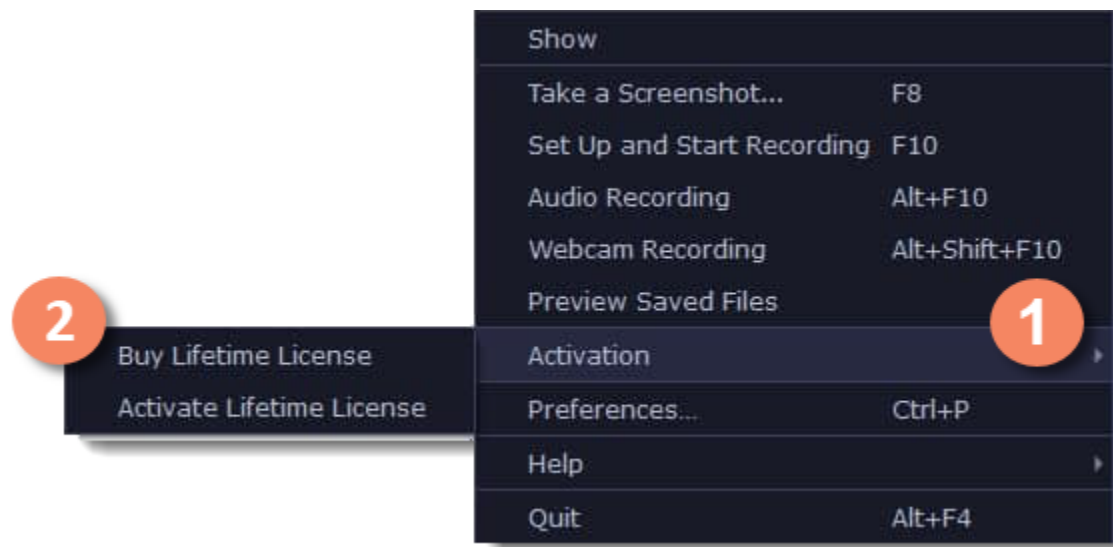 Show
Take a Screenshot... F8
Set Up and Start Recording F10
Audio Recording Alt+F10
Webcam Recording Alt+Shift+F10
Preview Saved Files
1
Activation
2
Buy Lifetime License
Activate Lifetime License
Preferences... Ctrl+P
Help
Quit Alt+F4